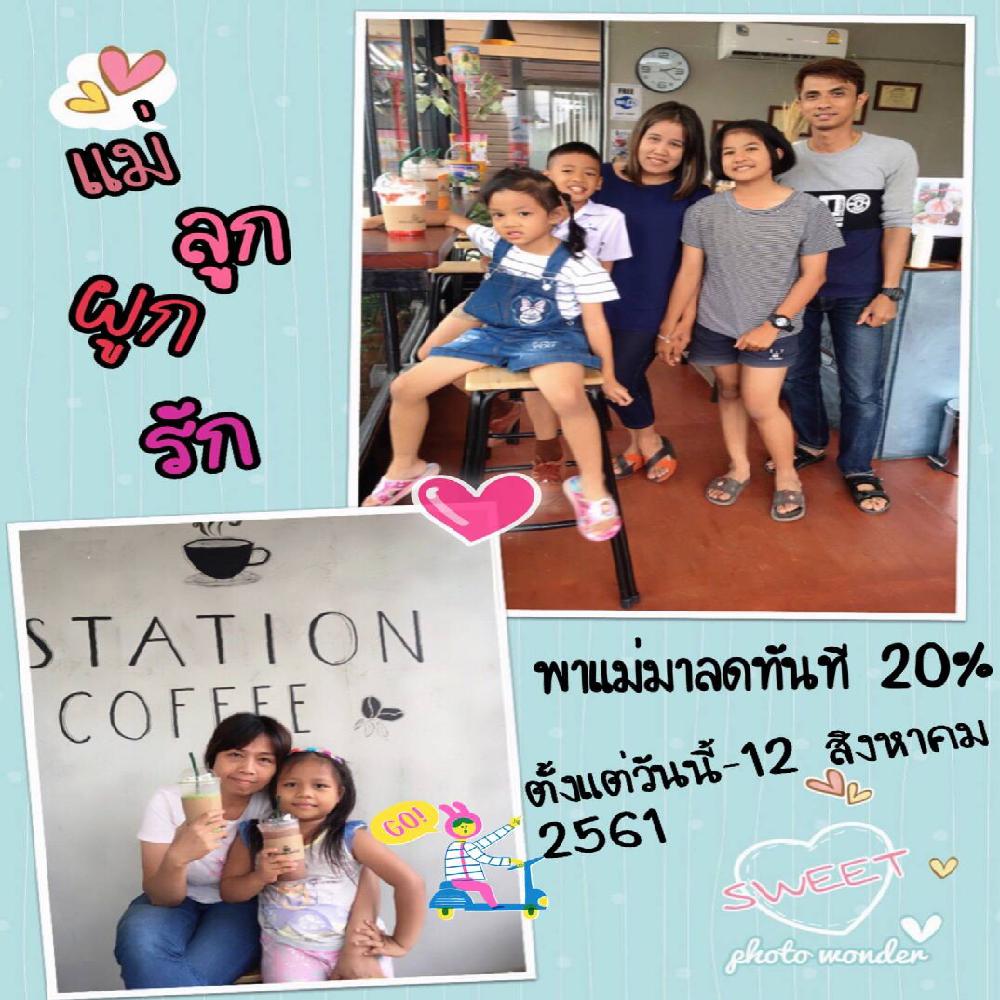 แม่
ลูก
ผูก
รัก
FREE
STATION
COFFEE
พาแม่มาลดทันที 20%
ตั้งแต่วันนี้-12 สิงหาคม
2561
GO!
SWEET
photo wonder